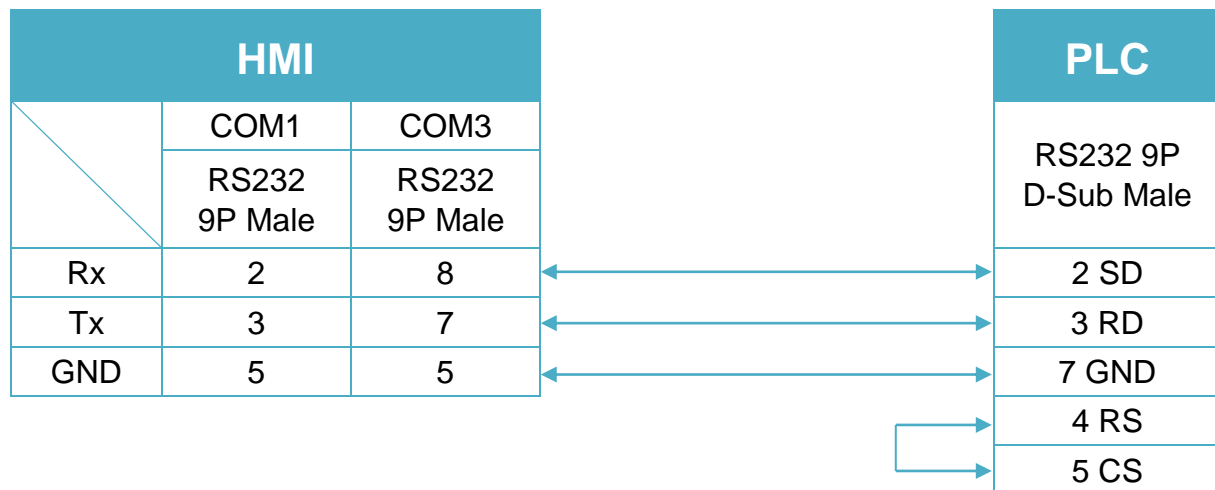 HMI
PLC
COM1 COM3
RS232 9P Male RS232 9P Male
RS232 9P
D-Sub Male
Rx 2 8 2 SD
Tx 3 7 3 RD
GND 5 5 7 GND
4 RS
5 CS